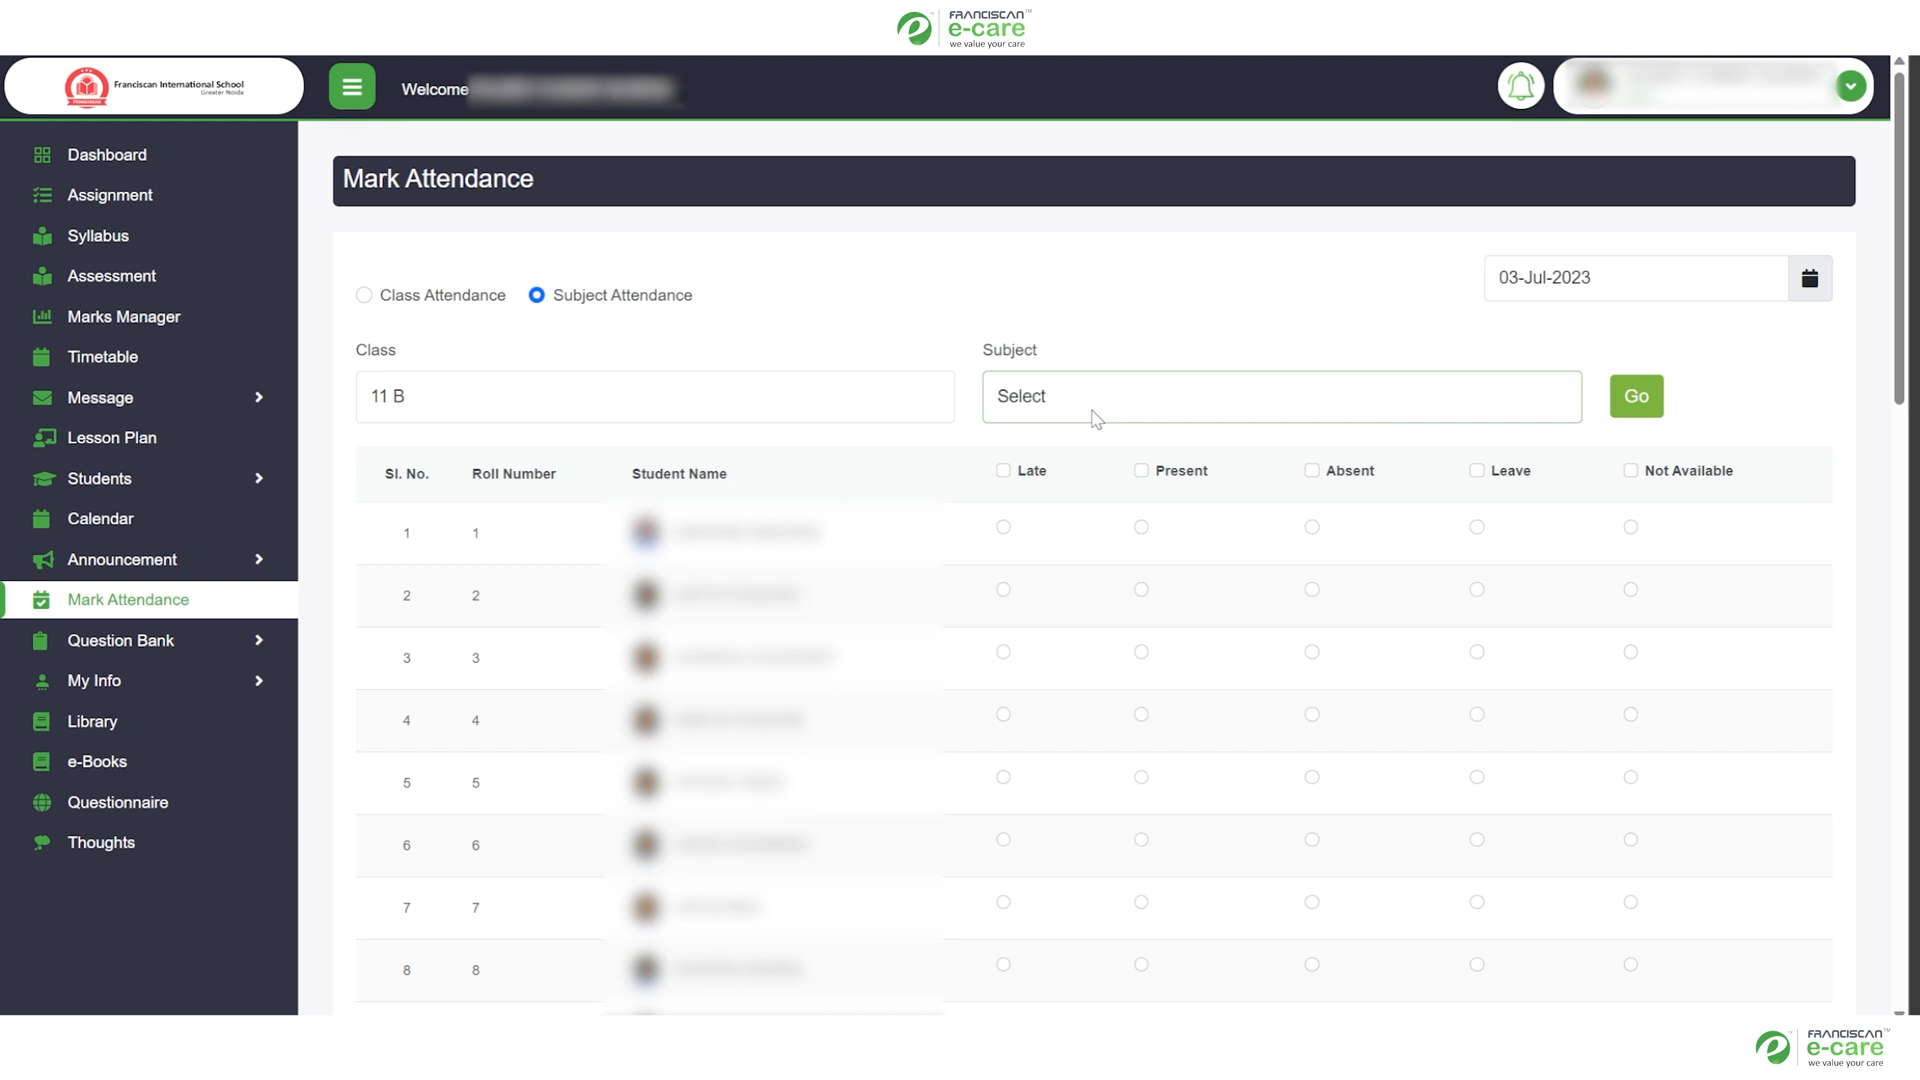 FRANCISCAN™
e-care
we value your care
Franciscan International School
Greater Noida
Welcome
Dashboard
Assignment
Syllabus
Assessment
Marks Manager
Timetable
Message
Lesson Plan
Students
Calendar
Announcement
Mark Attendance
Question Bank
My Info
Library
e-Books
Questionnaire
Thoughts
Mark Attendance
03-Jul-2023
Class Attendance Subject Attendance
Class Subject
11 B Select Go
Sl. No. Roll Number Student Name Late Present Absent Leave Not Available
1 1
2 2
3 3
4 4
5 5
6 6
7 7
8 8
FRANCISCAN™
e-care
we value your care